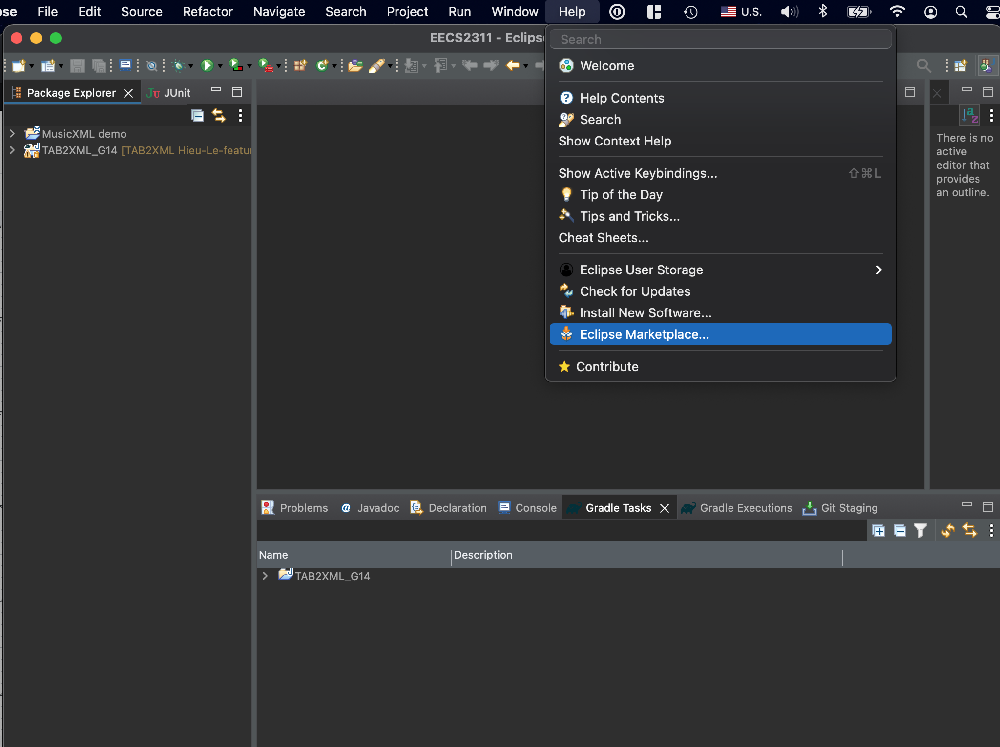 File Edit Source Refactor Navigate Search Project Run Window Help U.S.
EECS2311 - Eclips
Search
Welcome
Package Explorer JUnit
Help Contents
Search
Show Context Help
MusicXML demo
TAB2XML_G14 [TAB2XML Hieu-Le-featu
There is no
active
editor that
provides
an outline.
Show Active Keybindings... ⇧⌘L
Tip of the Day
Tips and Tricks...
Cheat Sheets...
Eclipse User Storage
Check for Updates
Install New Software...
Eclipse Marketplace...
Contribute
Problems @ Javadoc Declaration Console Gradle Tasks Gradle Executions Git Staging
Name Description
TAB2XML_G14